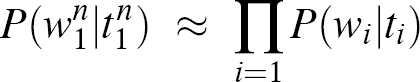 P(w_1^n|t_1^n) ≈ ∏_{i=1} P(w_i|t_i)